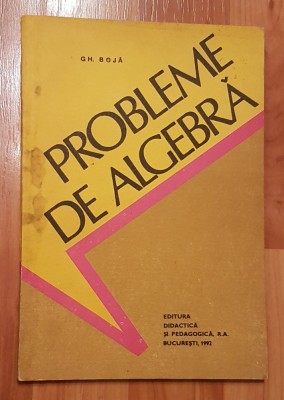 GH. BOJĂ
PROBLEME
DE ALGEBRĂ
EDITURA
DIDACTICĂ
ȘI PEDAGOGICĂ, R.A.
BUCUREȘTI, 1992